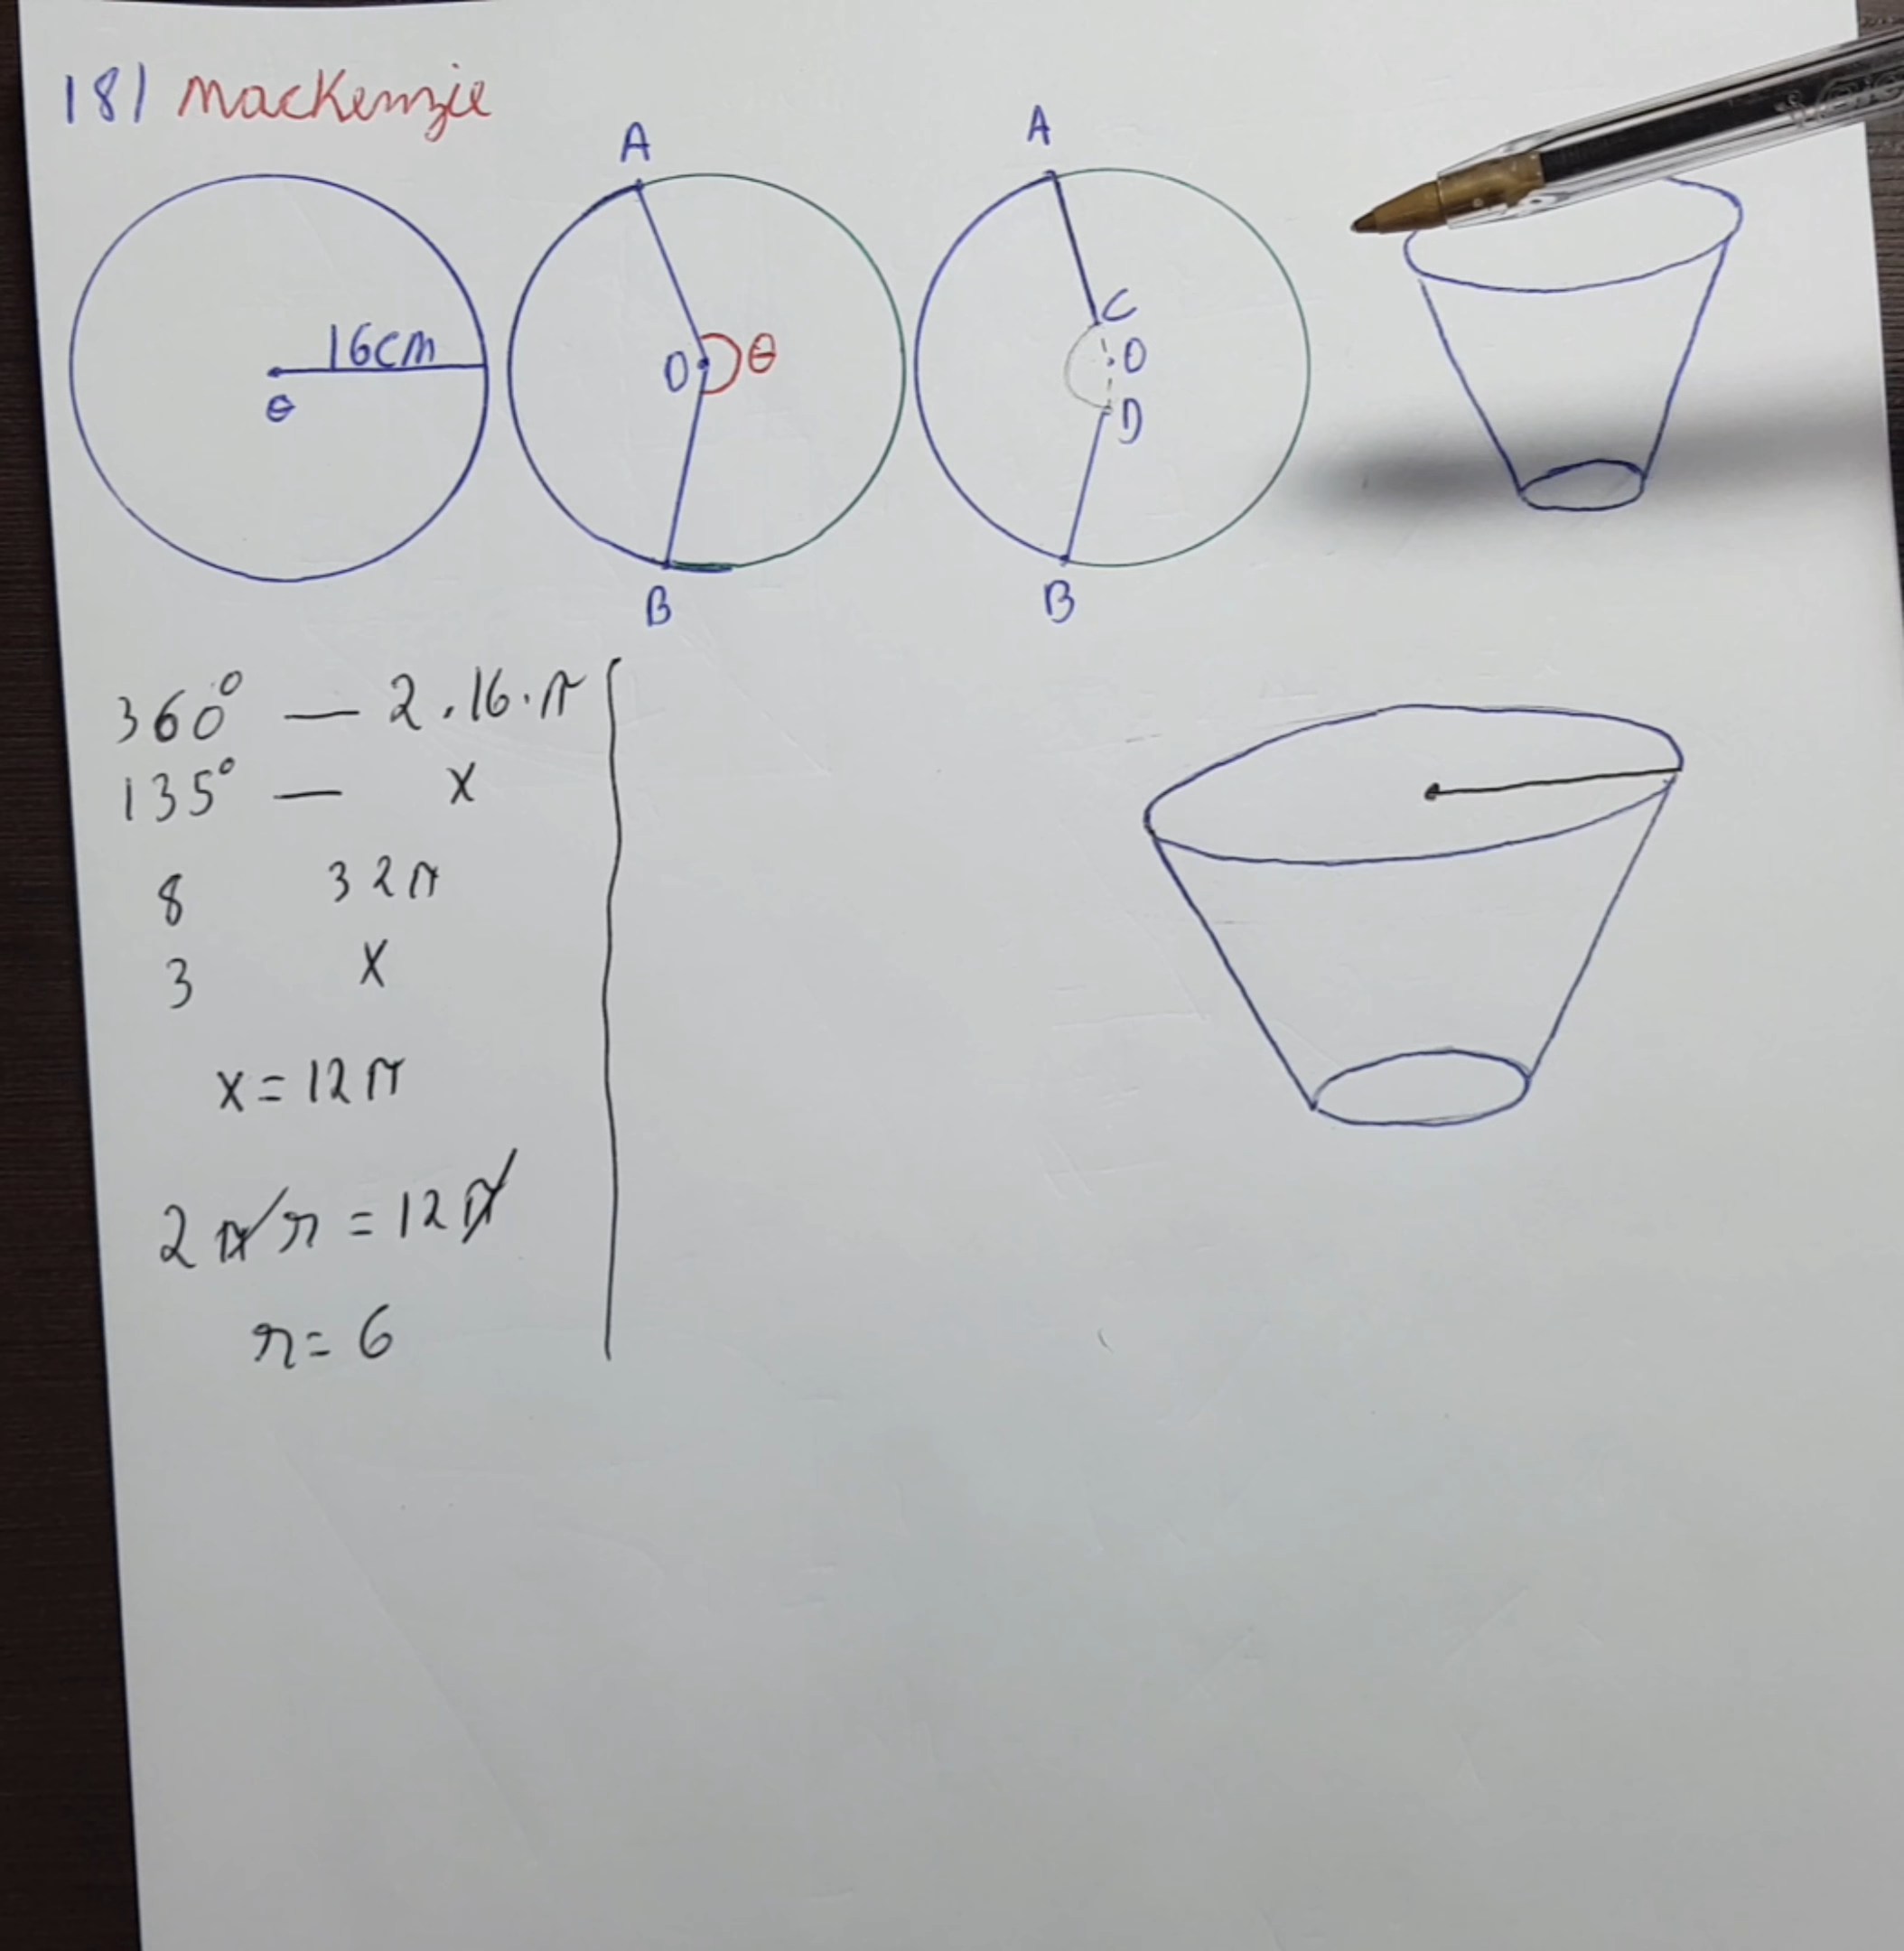 181 Mackenzie
A
A
16cm
θ
O
θ
C
O
D
B
B
360° — 2.16.π
135° — x
8 32π
3 x
x = 12π
2πr = 12π
r = 6